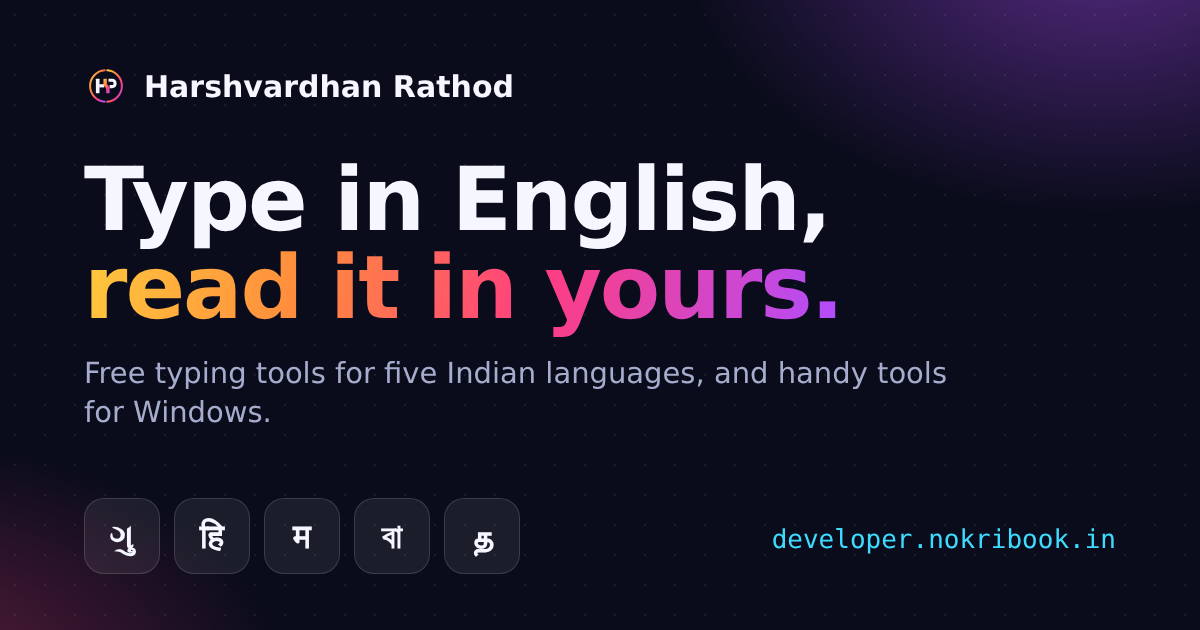 HP Harshvardhan Rathod
Type in English,
read it in yours.
Free typing tools for five Indian languages, and handy tools
for Windows.
ગુ हि म বা த
developer.nokribook.in